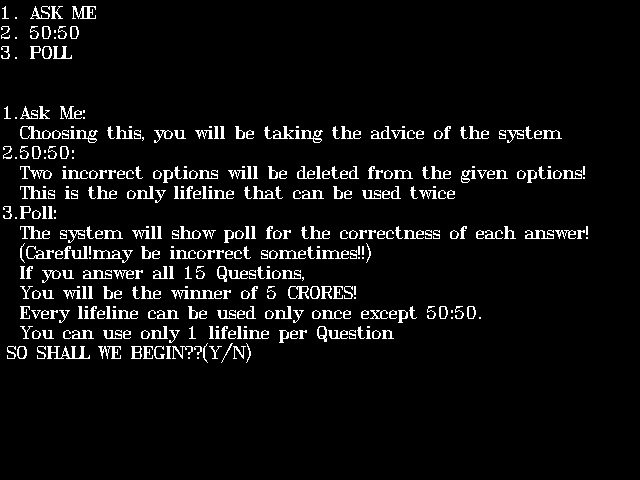 1. ASK ME
2. 50:50
3. POLL
1.Ask Me:
Choosing this, you will be taking the advice of the system
2.50:50:
Two incorrect options will be deleted from the given options!
This is the only lifeline that can be used twice
3.Poll:
The system will show poll for the correctness of each answer!
(Careful!may be incorrect sometimes!!)
If you answer all 15 Questions,
You will be the winner of 5 CRORES!
Every lifeline can be used only once except 50:50.
You can use only 1 lifeline per Question
SO SHALL WE BEGIN??(Y/N)